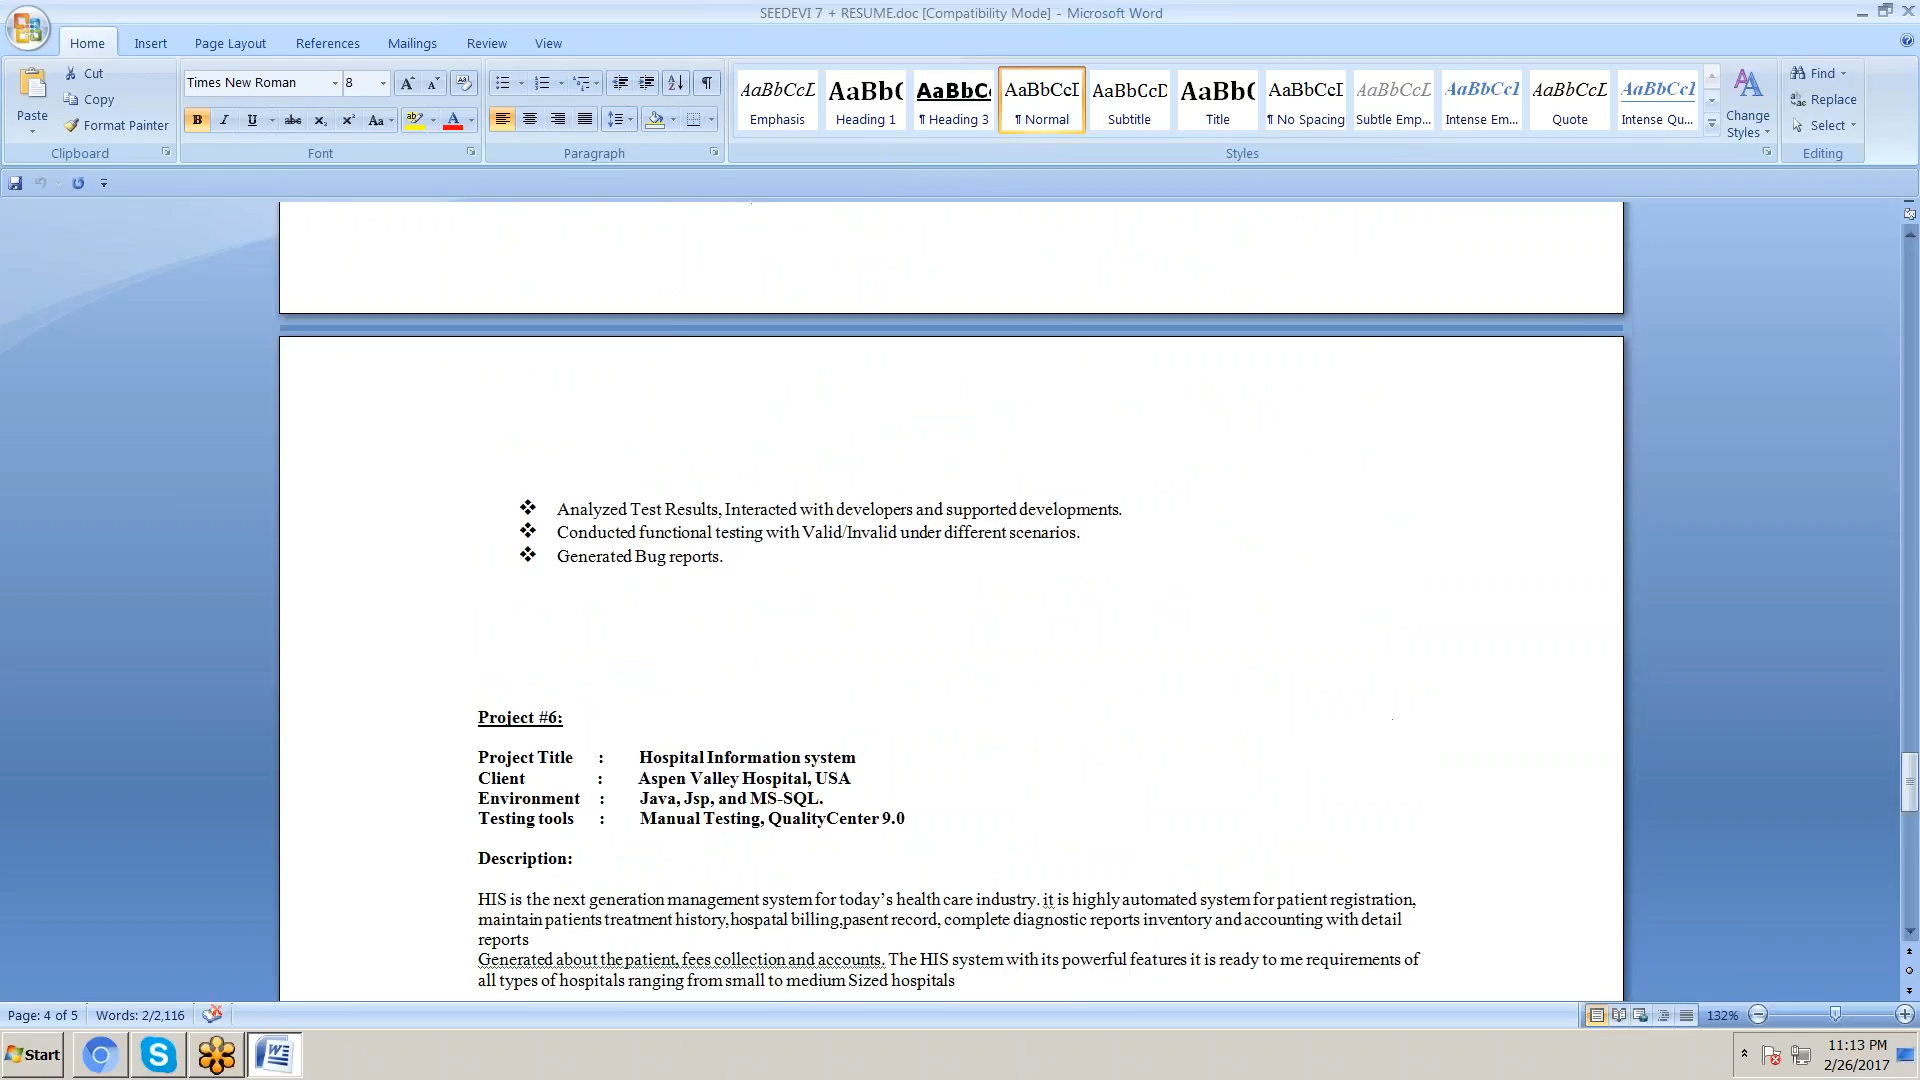 SEEDEVI 7 + RESUME.doc [Compatibility Mode] - Microsoft Word
Home Insert Page Layout References Mailings Review View
Paste Cut Copy Format Painter Clipboard
Times New Roman 8 Font
Paragraph
AaBbCcL AaBbC AaBbC AaBbCcI AaBbCcD AaBbC AaBbCcI AaBbCcL AaBbCcI AaBbCcL AaBbCcI
Emphasis Heading 1 ¶ Heading 3 ¶ Normal Subtitle Title ¶ No Spacing Subtle Emp... Intense Em... Quote Intense Qu...
Styles
Change Styles
Find Replace Select Editing
Analyzed Test Results, Interacted with developers and supported developments.
Conducted functional testing with Valid/Invalid under different scenarios.
Generated Bug reports.
Project #6:
Project Title : Hospital Information system
Client : Aspen Valley Hospital, USA
Environment : Java, Jsp, and MS-SQL.
Testing tools : Manual Testing, QualityCenter 9.0
Description:
HIS is the next generation management system for today’s health care industry. it is highly automated system for patient registration,
maintain patients treatment history,hospatal billing,pasent record, complete diagnostic reports inventory and accounting with detail
reports
Generated about the patient, fees collection and accounts. The HIS system with its powerful features it is ready to me requirements of
all types of hospitals ranging from small to medium Sized hospitals
Page: 4 of 5 Words: 2/2,116 132%
Start 11:13 PM
2/26/2017